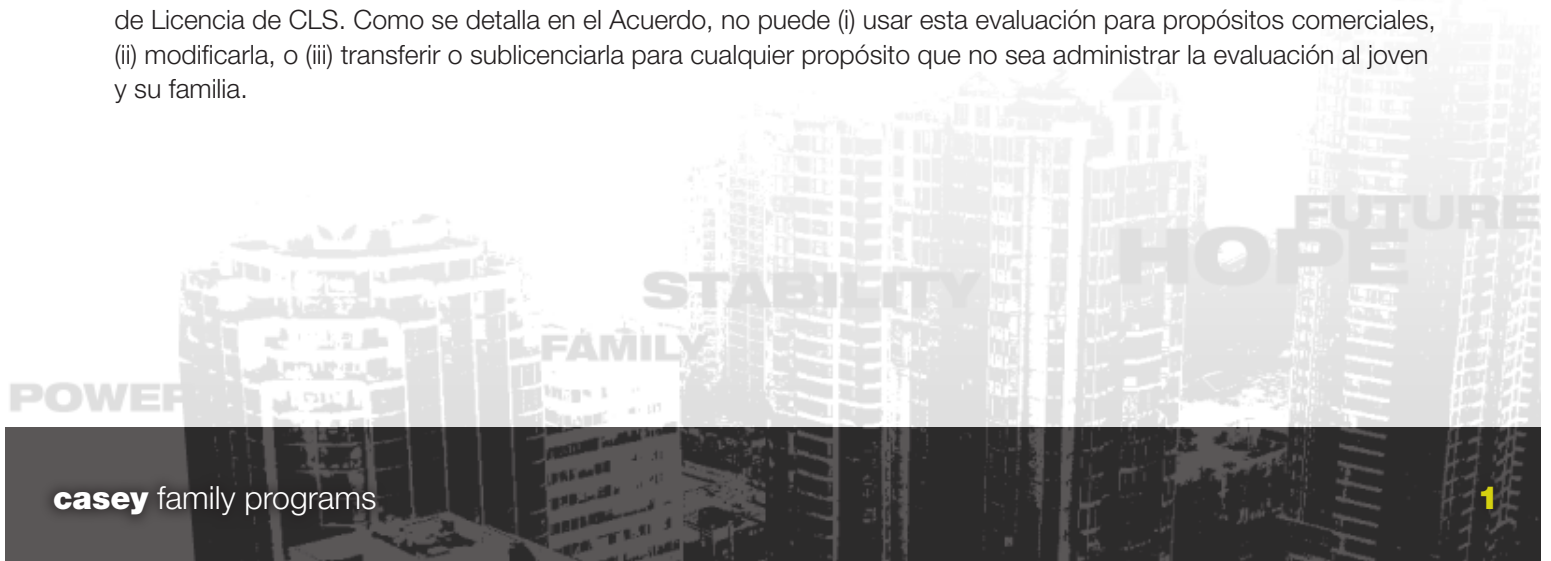 de Licencia de CLS. Como se detalla en el Acuerdo, no puede (i) usar esta evaluación para propósitos comerciales,
(ii) modificarla, o (iii) transferir o sublicenciarla para cualquier propósito que no sea administrar la evaluación al joven
y su familia.
FUTURE
HOPE
STABILITY
FAMILY
POWER
casey family programs
1